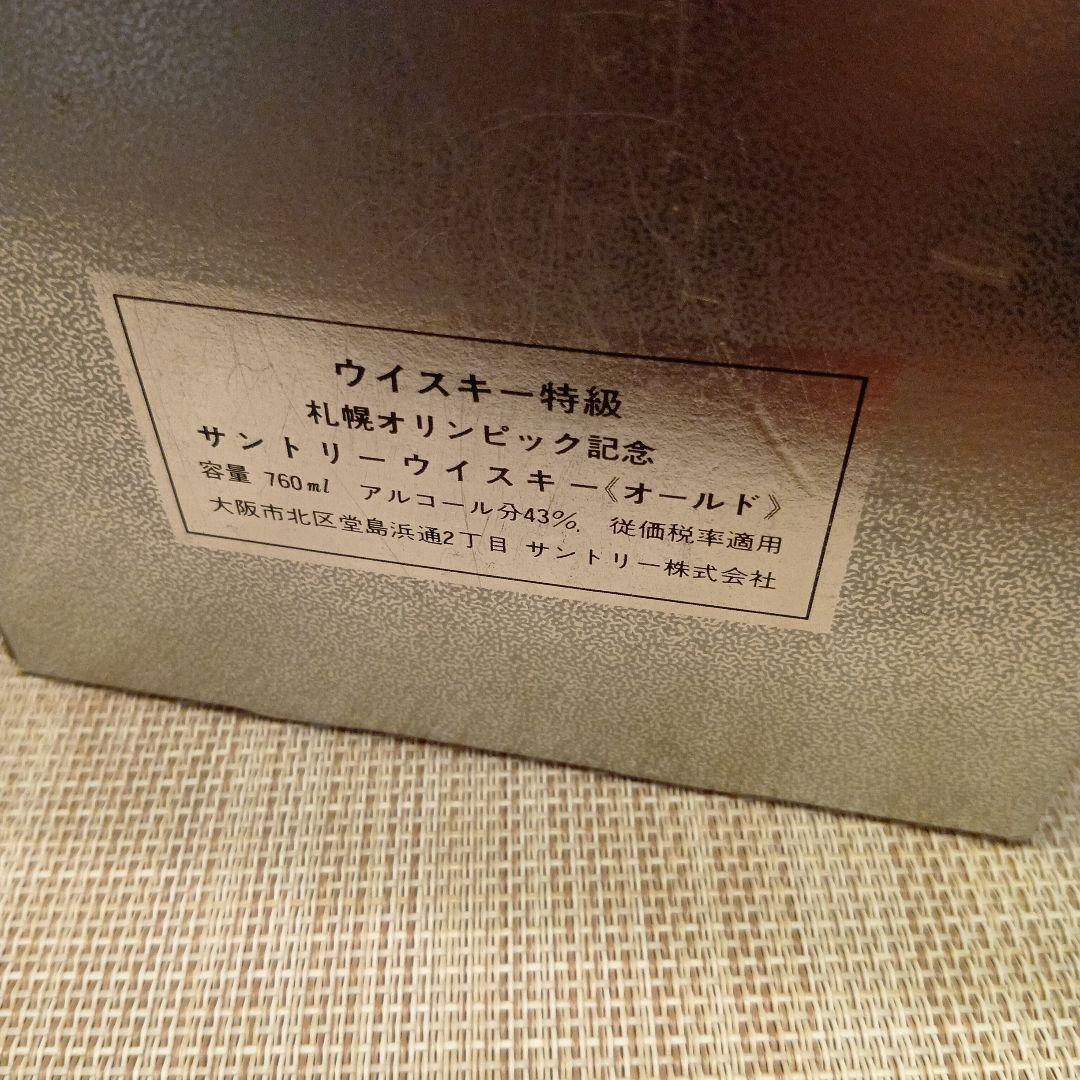 ウイスキー特級
札幌オリンピック記念
サントリーウイスキー《オールド》
容量 760ml アルコール分43%. 従価税率適用
大阪市北区堂島浜通2丁目 サントリー株式会社